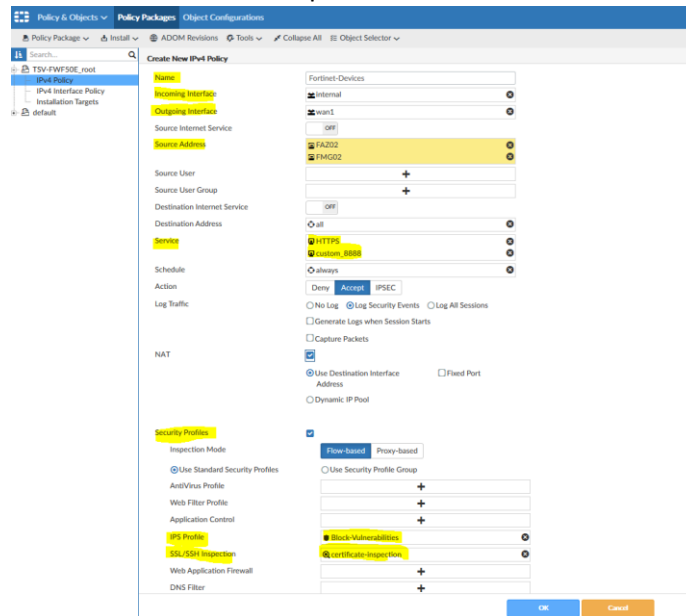 Policy & Objects Policy Packages Object Configurations
Policy Package Install ADOM Revisions Tools Collapse All Object Selector
Search...
TSV-FWF50E_root
IPv4 Policy
IPv4 Interface Policy
Installation Targets
default
Create New IPv4 Policy
Name Fortinet-Devices
Incoming Interface internal
Outgoing Interface wan1
Source Internet Service OFF
Source Address FAZ02
FMG02
Source User
Source User Group
Destination Internet Service OFF
Destination Address all
Service HTTPS
custom_8888
Schedule always
Action Deny Accept IPSEC
Log Traffic No Log Log Security Events Log All Sessions
Generate Logs when Session Starts
Capture Packets
NAT
Use Destination Interface Address Fixed Port
Dynamic IP Pool
Security Profiles
Inspection Mode Flow-based Proxy-based
Use Standard Security Profiles Use Security Profile Group
AntiVirus Profile
Web Filter Profile
Application Control
IPS Profile Block-Vulnerabilities
SSL/SSH Inspection certificate-inspection
Web Application Firewall
DNS Filter
OK Cancel